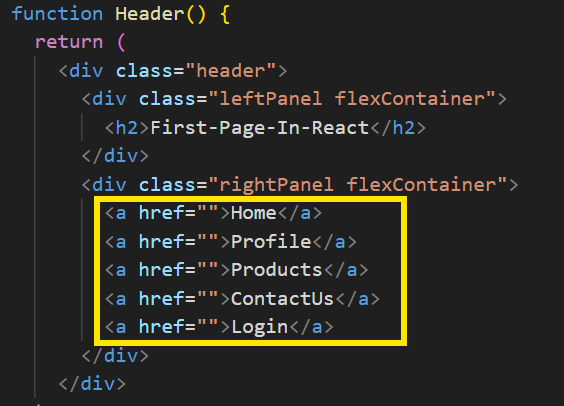 function Header() {
return (
<div class="header">
<div class="leftPanel flexContainer">
<h2>First-Page-In-React</h2>
</div>
<div class="rightPanel flexContainer">
<a href="">Home</a>
<a href="">Profile</a>
<a href="">Products</a>
<a href="">ContactUs</a>
<a href="">Login</a>
</div>
</div>